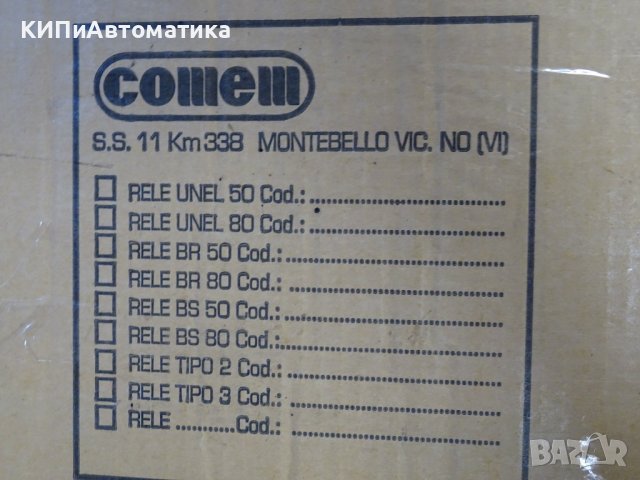 КИПиАвтоматика
comem
S.S. 11 Km 338 MONTEBELLO VIC. NO (VI)
RELE UNEL 50 Cod.:.......................................
RELE UNEL 80 Cod.:.......................................
RELE BR 50 Cod.:...........................................
RELE BR 80 Cod.:...........................................
RELE BS 50 Cod.:...........................................
RELE BS 80 Cod.:...........................................
RELE TIPO 2 Cod.:..........................................
RELE TIPO 3 Cod.:..........................................
RELE ..........Cod.: ..........................................
BAZAR